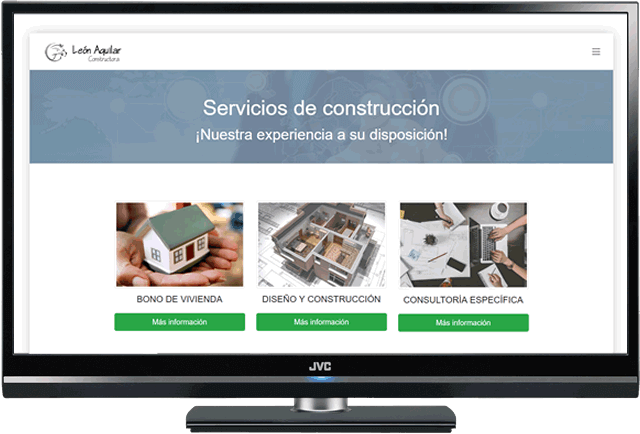 León Aguilar
Constructora
Servicios de construcción
¡Nuestra experiencia a su disposición!
BONO DE VIVIENDA
DISEÑO Y CONSTRUCCIÓN
CONSULTORÍA ESPECÍFICA
Más información
Más información
Más información
JVC